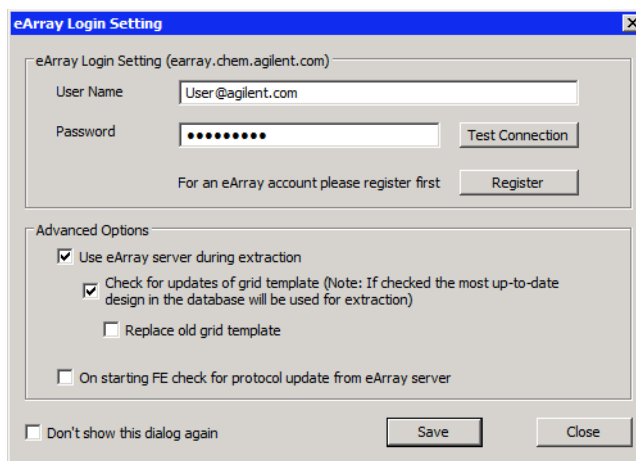 eArray Login Setting
eArray Login Setting (earray.chem.agilent.com)
User Name
User@agilent.com
Password
●●●●●●●●●
Test Connection
For an eArray account please register first
Register
Advanced Options
Use eArray server during extraction
Check for updates of grid template (Note: If checked the most up-to-date
design in the database will be used for extraction)
Replace old grid template
On starting FE check for protocol update from eArray server
Don't show this dialog again
Save
Close